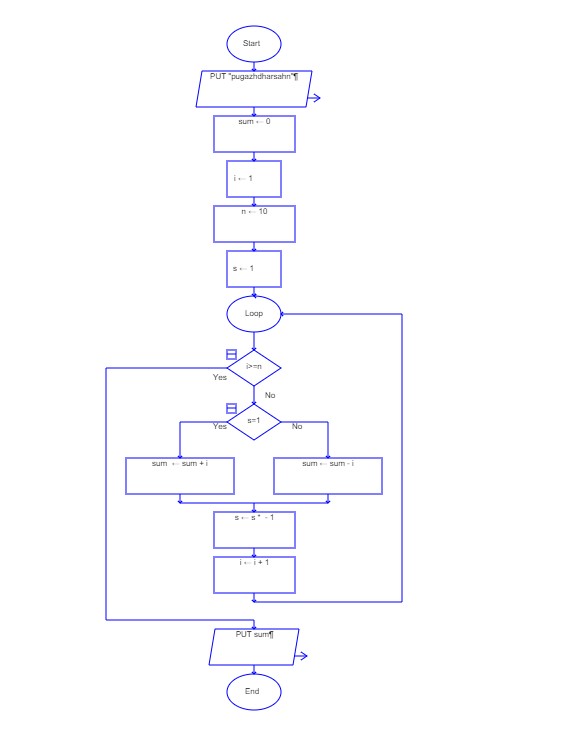 Start
PUT "pugazhdharsahn"¶
sum ← 0
i ← 1
n ← 10
s ← 1
Loop
i>=n
Yes
No
s=1
Yes
No
sum ← sum + i
sum ← sum - i
s ← s * - 1
i ← i + 1
PUT sum¶
End